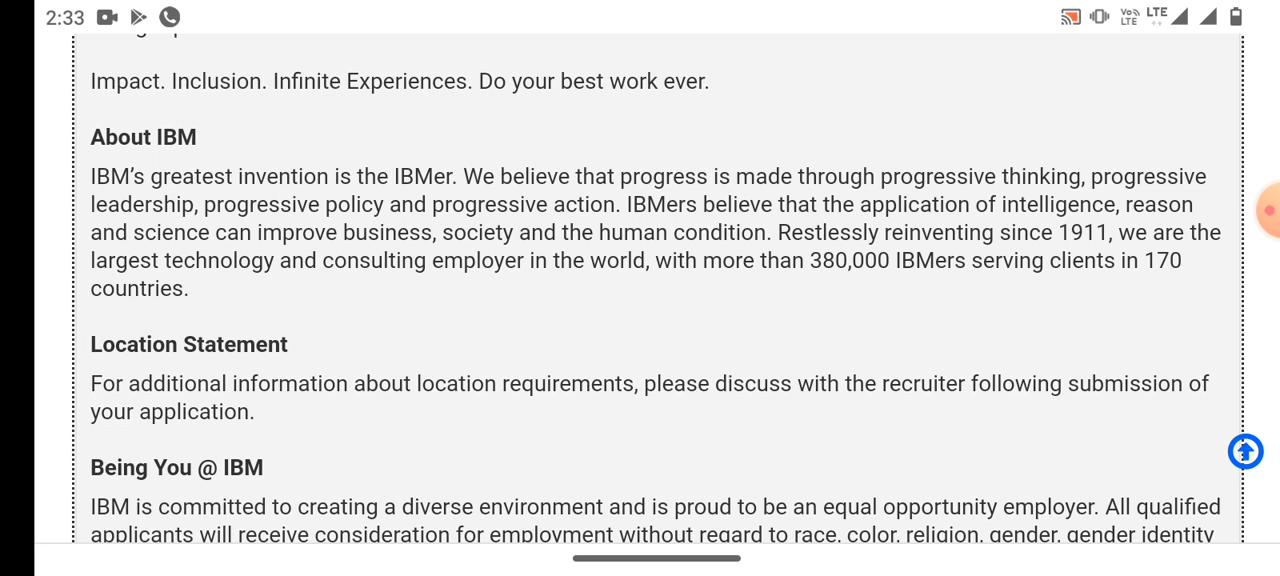 2:33
Vo
LTE
LTE
Impact. Inclusion. Infinite Experiences. Do your best work ever.
About IBM
IBM’s greatest invention is the IBMer. We believe that progress is made through progressive thinking, progressive
leadership, progressive policy and progressive action. IBMers believe that the application of intelligence, reason
and science can improve business, society and the human condition. Restlessly reinventing since 1911, we are the
largest technology and consulting employer in the world, with more than 380,000 IBMers serving clients in 170
countries.
Location Statement
For additional information about location requirements, please discuss with the recruiter following submission of
your application.
Being You @ IBM
IBM is committed to creating a diverse environment and is proud to be an equal opportunity employer. All qualified
applicants will receive consideration for employment without regard to race, color, religion, gender, gender identity